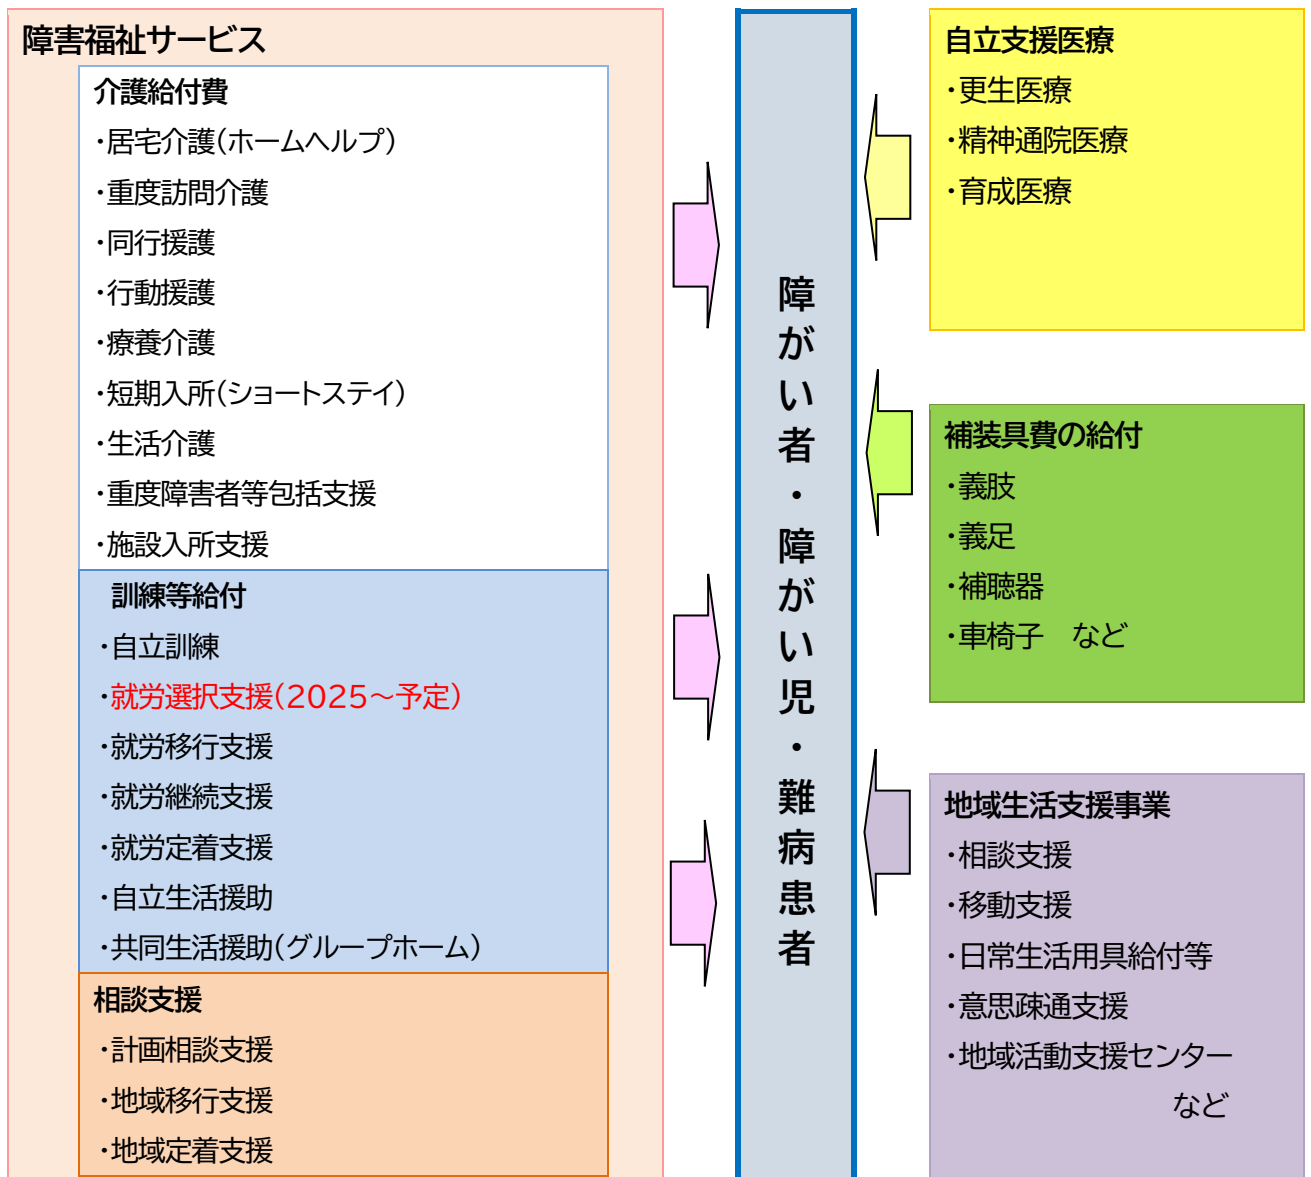 障害福祉サービス
介護給付費
・居宅介護(ホームヘルプ)
・重度訪問介護
・同行援護
・行動援護
・療養介護
・短期入所(ショートステイ)
・生活介護
・重度障害者等包括支援
・施設入所支援
訓練等給付
・自立訓練
・就労選択支援(2025～予定)
・就労移行支援
・就労継続支援
・就労定着支援
・自立生活援助
・共同生活援助(グループホーム)
相談支援
・計画相談支援
・地域移行支援
・地域定着支援
障がい者・障がい児・難病患者
自立支援医療
・更生医療
・精神通院医療
・育成医療
補装具費の給付
・義肢
・義足
・補聴器
・車椅子　など
地域生活支援事業
・相談支援
・移動支援
・日常生活用具給付等
・意思疎通支援
・地域活動支援センター
など